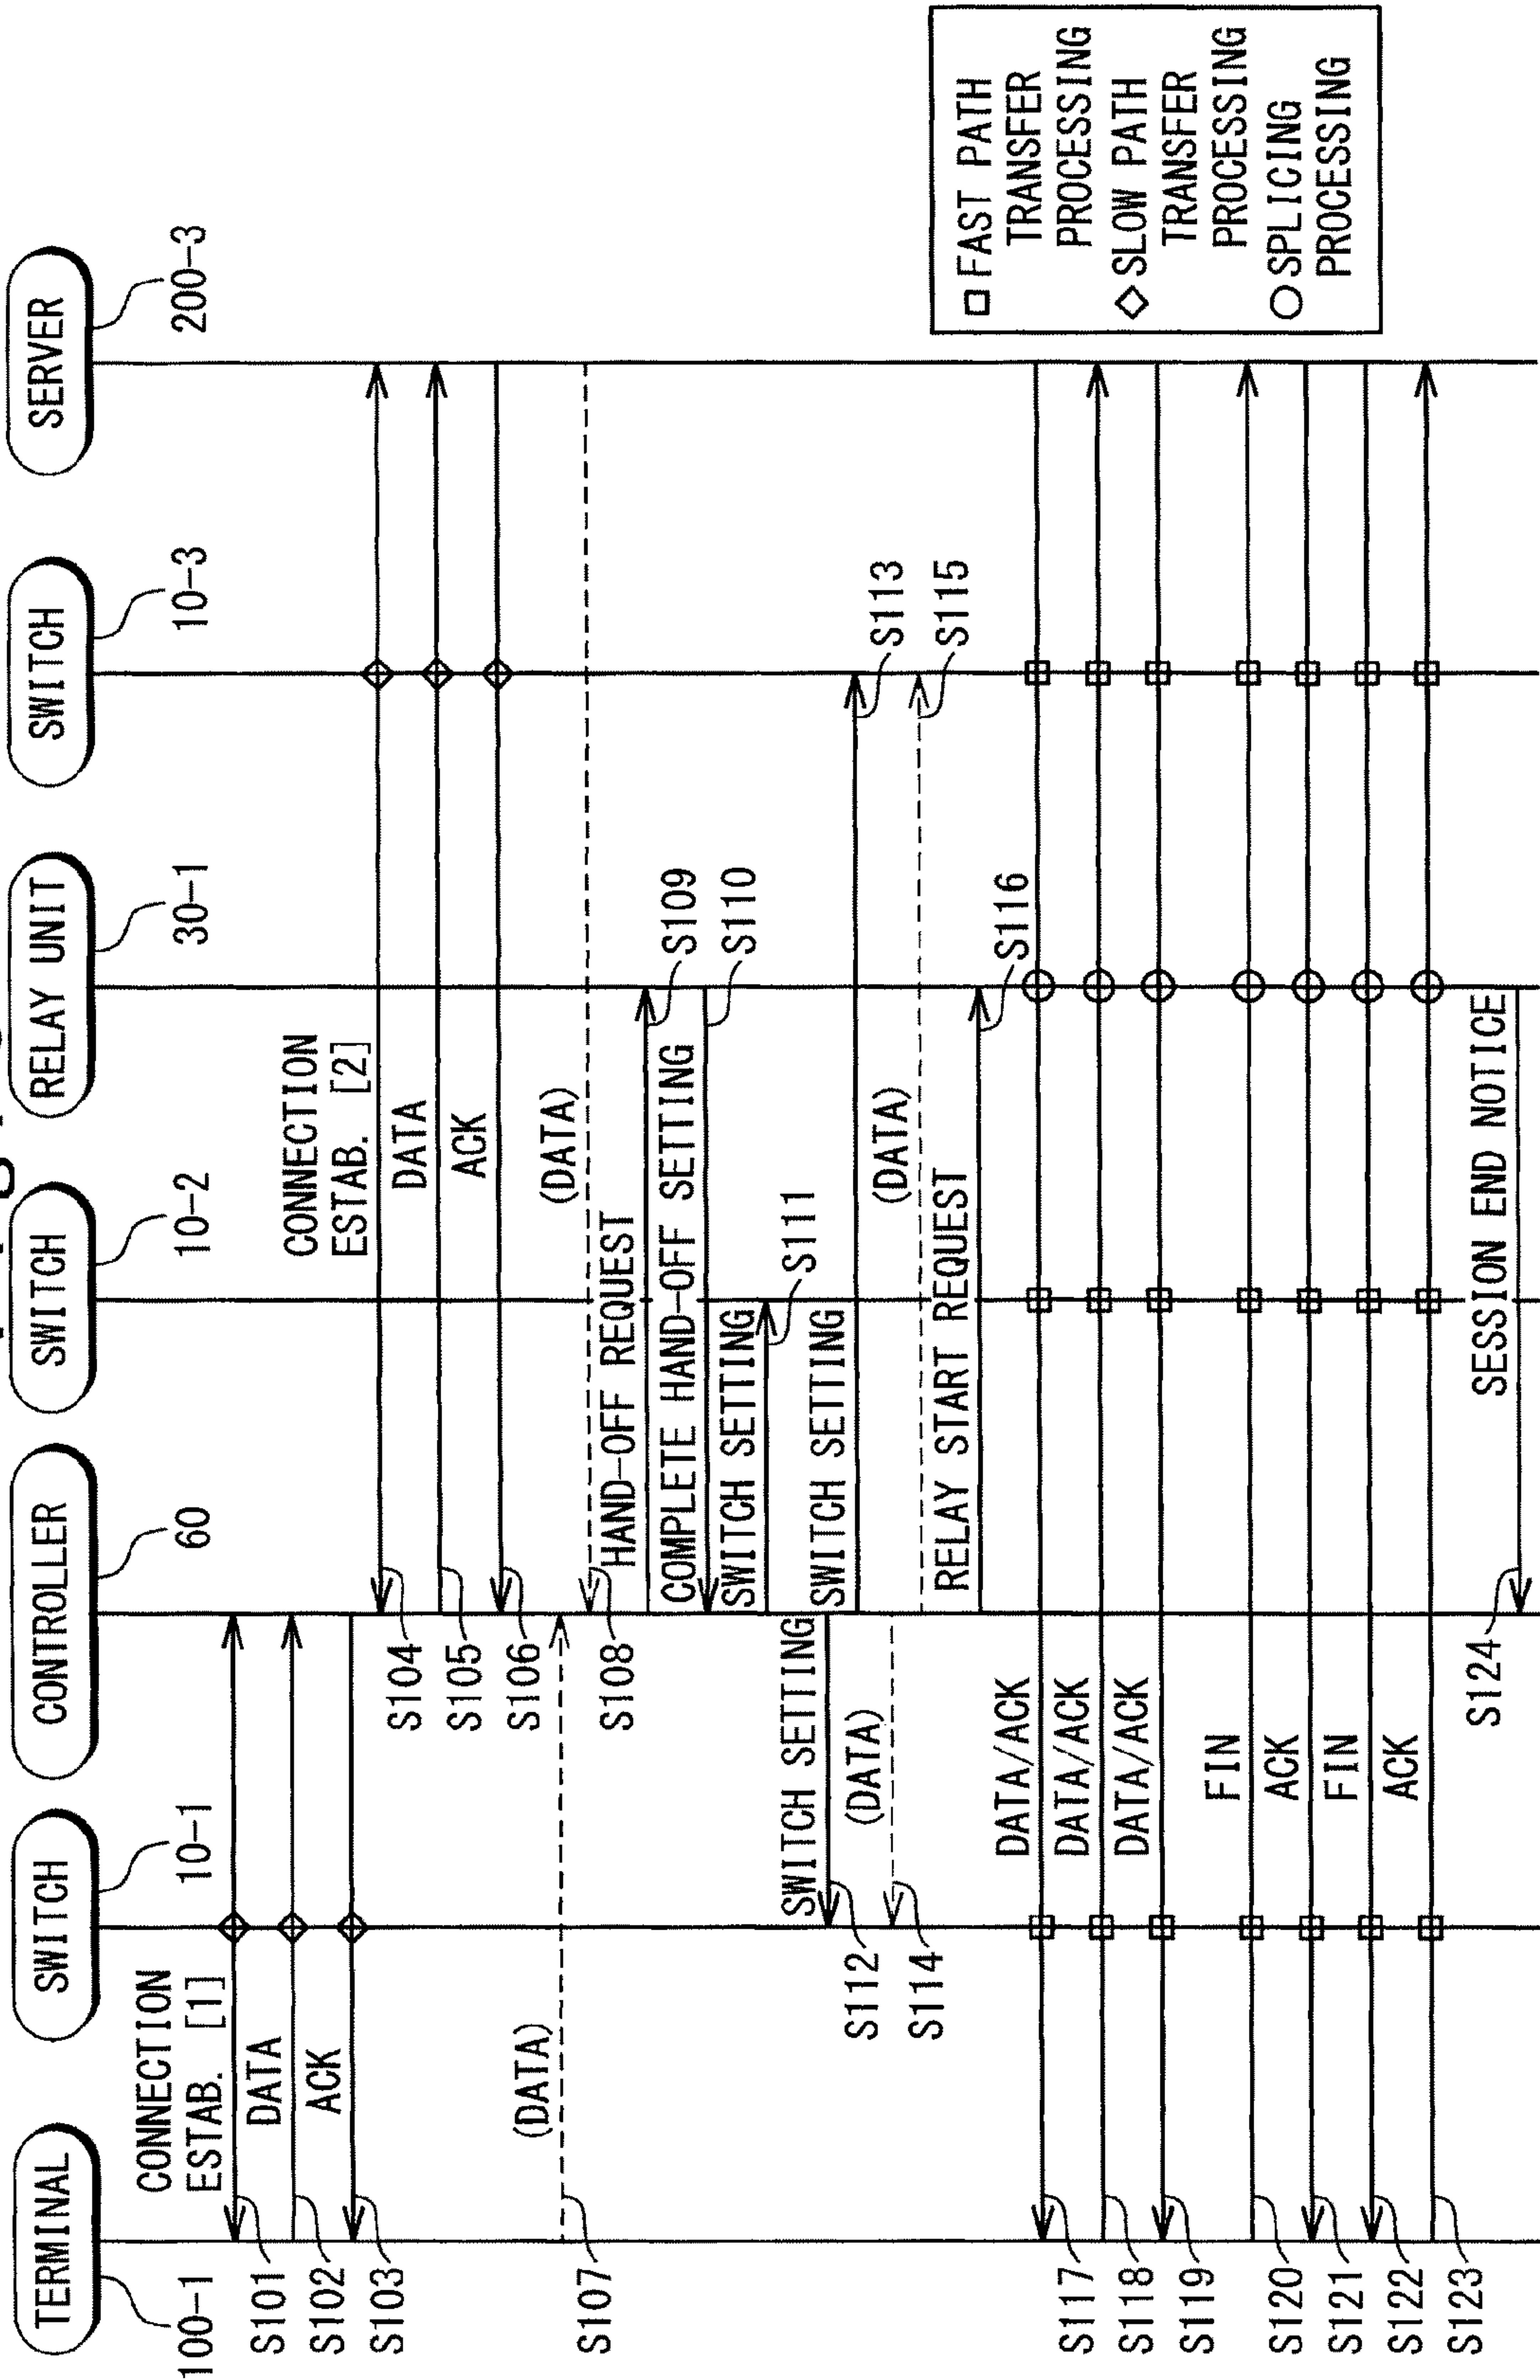 TERMINAL
100-1
SWITCH
10-1
CONTROLLER
60
SWITCH
10-2
RELAY UNIT
30-1
SWITCH
10-3
SERVER
200-3
CONNECTION
ESTAB. [1]
S101
DATA
S102
ACK
S103
CONNECTION
ESTAB. [2]
S104
DATA
S105
ACK
S106
(DATA)
S107
(DATA)
S108
HAND-OFF REQUEST
S109
COMPLETE HAND-OFF SETTING
S110
SWITCH SETTING
S111
SWITCH SETTING
S112
SWITCH SETTING
S113
(DATA)
S114
(DATA)
S115
RELAY START REQUEST
S116
DATA/ACK
S117
DATA/ACK
S118
DATA/ACK
S119
FIN
S120
ACK
S121
FIN
S122
ACK
S123
SESSION END NOTICE
S124
FAST PATH
TRANSFER
PROCESSING
SLOW PATH
TRANSFER
PROCESSING
SPLICING
PROCESSING